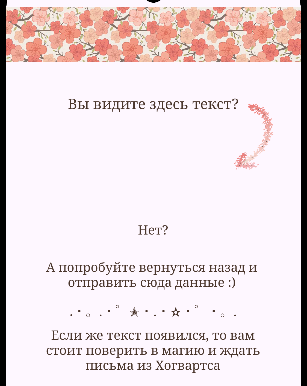 Вы видите здесь текст?
Нет?
А попробуйте вернуться назад и
отправить сюда данные :)
Если же текст появился, то вам
стоит поверить в магию и ждать
письма из Хогвартса